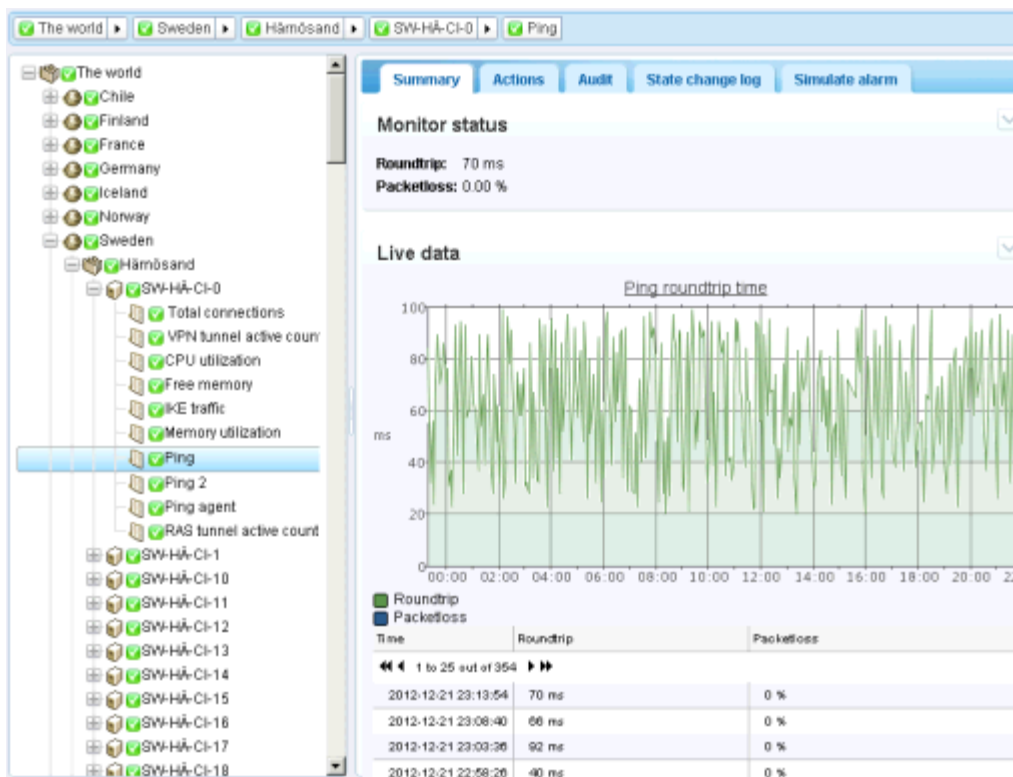 The world Sweden Härnösand SW-HÄ-CI-0 Ping
The world
Chile
Finland
France
Germany
Iceland
Norway
Sweden
Härnösand
SW-HÄ-CI-0
Total connections
VPN tunnel active coun
CPU utilization
Free memory
IKE traffic
Memory utilization
Ping
Ping 2
Ping agent
RAS tunnel active count
SW-HÄ-CI-1
SW-HÄ-CI-10
SW-HÄ-CI-11
SW-HÄ-CI-12
SW-HÄ-CI-13
SW-HÄ-CI-14
SW-HÄ-CI-15
SW-HÄ-CI-16
SW-HÄ-CI-17
SW-HÄ-CI-18
Summary Actions Audit State change log Simulate alarm
Monitor status
Roundtrip: 70 ms
Packetloss: 0.00 %
Live data
Ping roundtrip time
100
80
60
ms
40
20
0
00:00 02:00 04:00 06:00 08:00 10:00 12:00 14:00 16:00 18:00 20:00 22
Roundtrip
Packetloss
Time Roundtrip Packetloss
1 to 25 out of 354
2012-12-21 23:13:54 70 ms 0 %
2012-12-21 23:08:40 66 ms 0 %
2012-12-21 23:03:36 92 ms 0 %
2012-12-21 22:58:26 40 ms 0 %